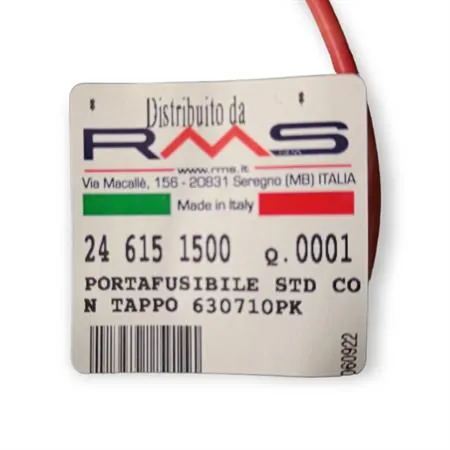 Distribuito da
RMS
www.rms.it
Via Macallè, 156 - 20831 Seregno (MB) ITALIA
Made in Italy
24 615 1500 Q.0001
PORTAFUSIBILE STD CO
N TAPPO 630710PK
060922